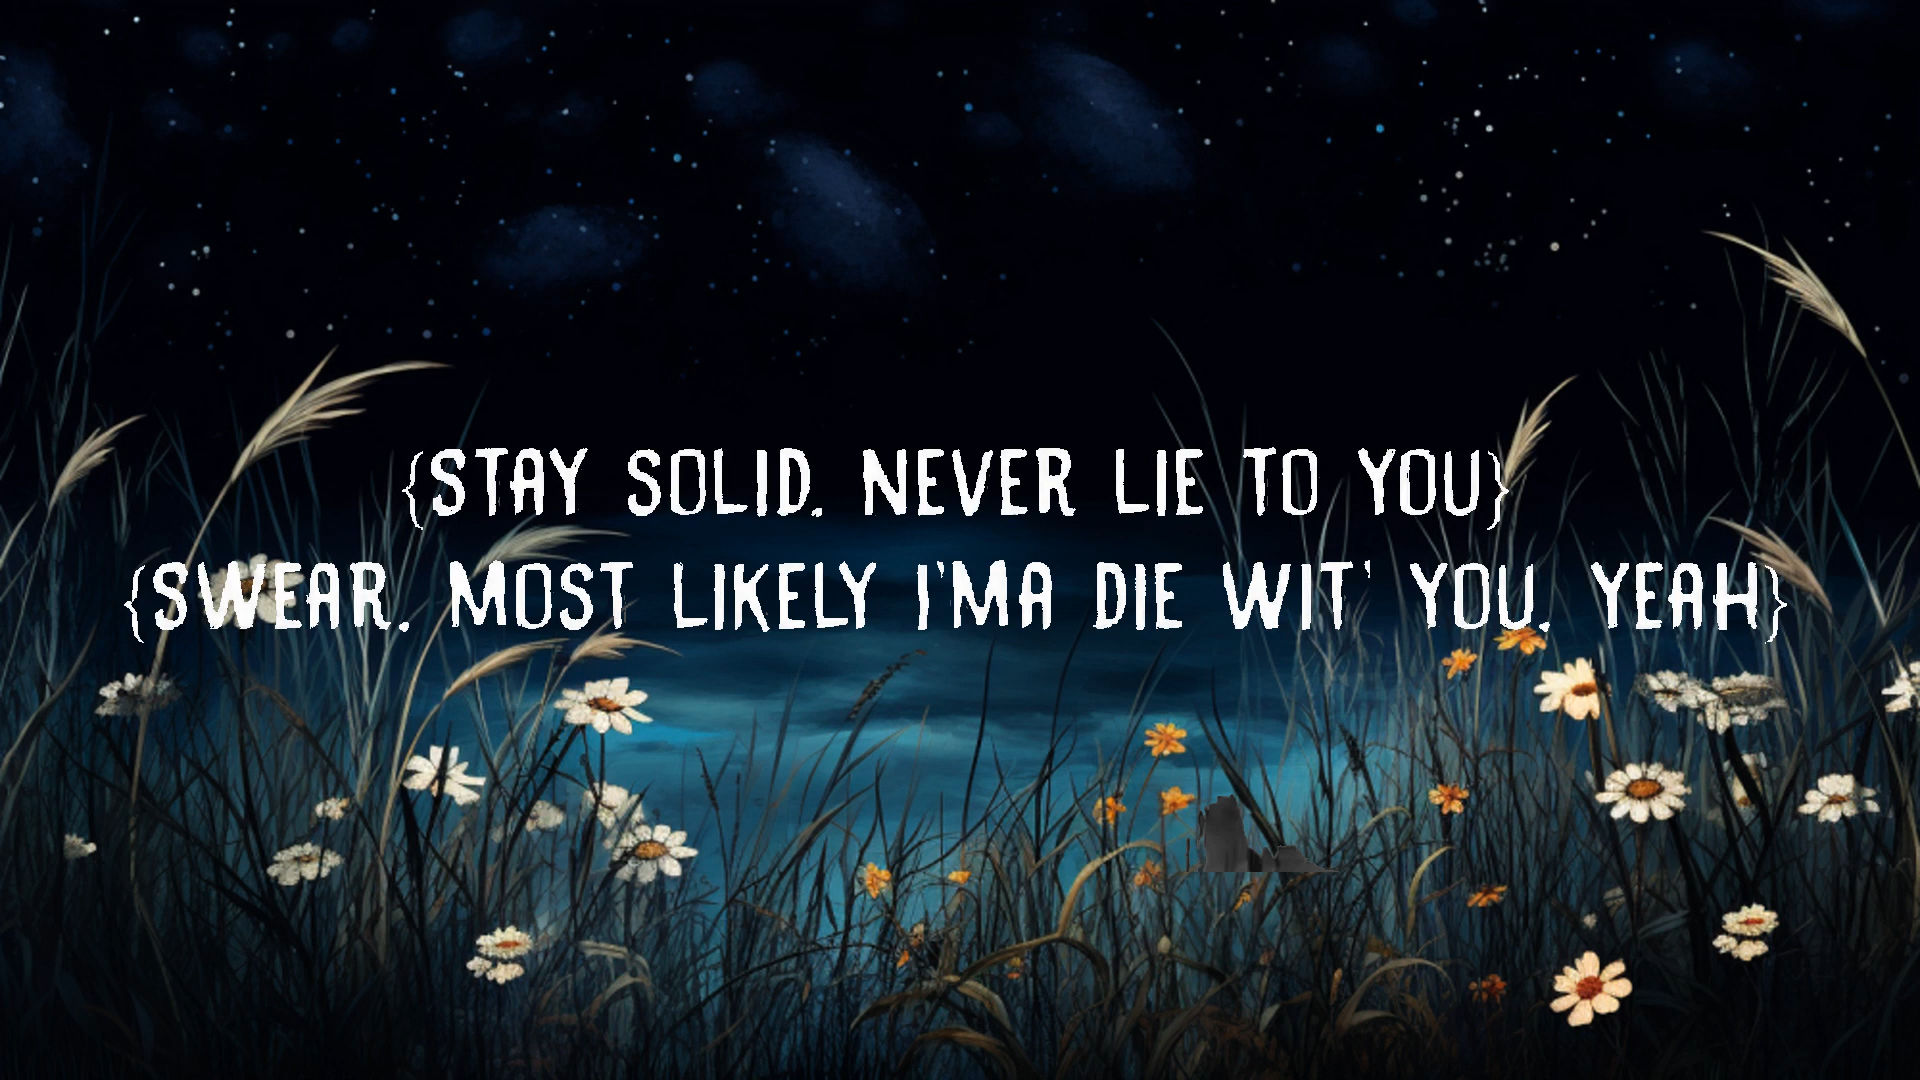 {STAY SOLID, NEVER LIE TO YOU}
{SWEAR, MOST LIKELY I'MA DIE WIT' YOU, YEAH}